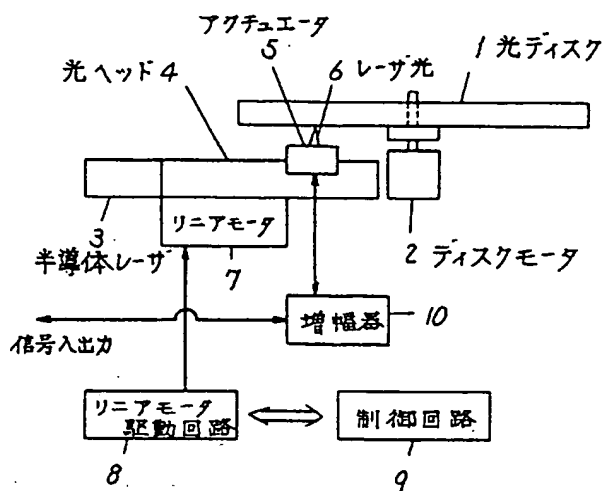 アクチュエータ
5
6 レーザ光
1 光ディスク
光ヘッド 4
3
半導体レーザ
リニアモータ
7
2 ディスクモータ
増幅器
10
信号入出力
リニアモータ
駆動回路
8
制御回路
9